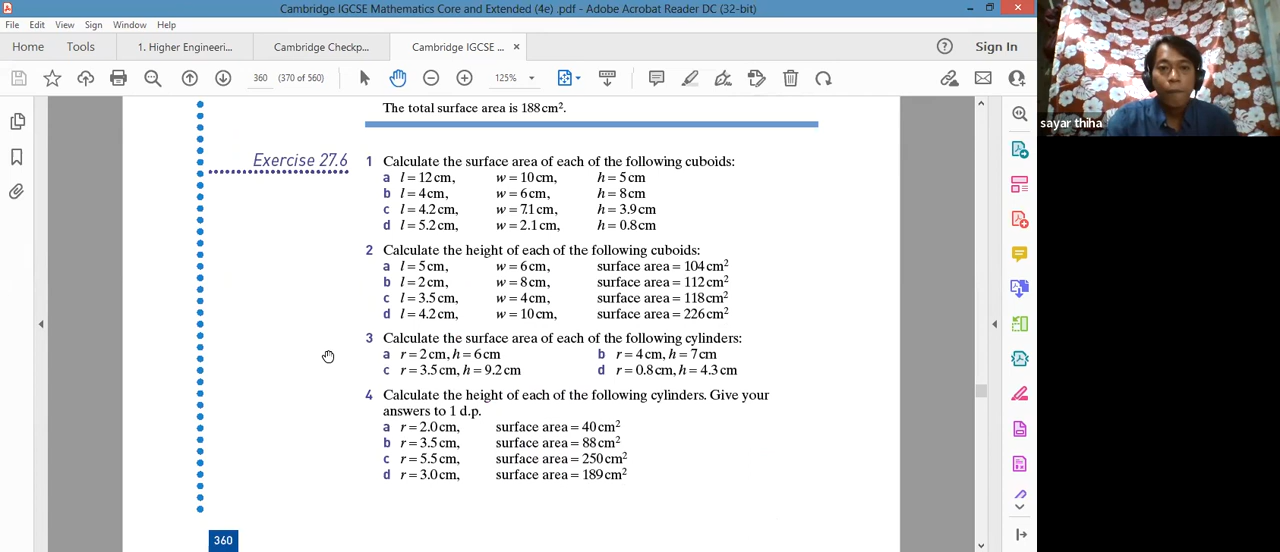 Cambridge IGCSE Mathematics Core and Extended (4e) .pdf - Adobe Acrobat Reader DC (32-bit)
File Edit View Sign Window Help
Home Tools 1. Higher Engineeri... Cambridge Checkp... Cambridge IGCSE ... × ? Sign In
360 (370 of 560) 125%
sayar thiha
The total surface area is 188 cm².
Exercise 27.6
1 Calculate the surface area of each of the following cuboids:
a l = 12 cm, w = 10 cm, h = 5 cm
b l = 4 cm, w = 6 cm, h = 8 cm
c l = 4.2 cm, w = 7.1 cm, h = 3.9 cm
d l = 5.2 cm, w = 2.1 cm, h = 0.8 cm
2 Calculate the height of each of the following cuboids:
a l = 5 cm, w = 6 cm, surface area = 104 cm²
b l = 2 cm, w = 8 cm, surface area = 112 cm²
c l = 3.5 cm, w = 4 cm, surface area = 118 cm²
d l = 4.2 cm, w = 10 cm, surface area = 226 cm²
3 Calculate the surface area of each of the following cylinders:
a r = 2 cm, h = 6 cm b r = 4 cm, h = 7 cm
c r = 3.5 cm, h = 9.2 cm d r = 0.8 cm, h = 4.3 cm
4 Calculate the height of each of the following cylinders. Give your
answers to 1 d.p.
a r = 2.0 cm, surface area = 40 cm²
b r = 3.5 cm, surface area = 88 cm²
c r = 5.5 cm, surface area = 250 cm²
d r = 3.0 cm, surface area = 189 cm²
360